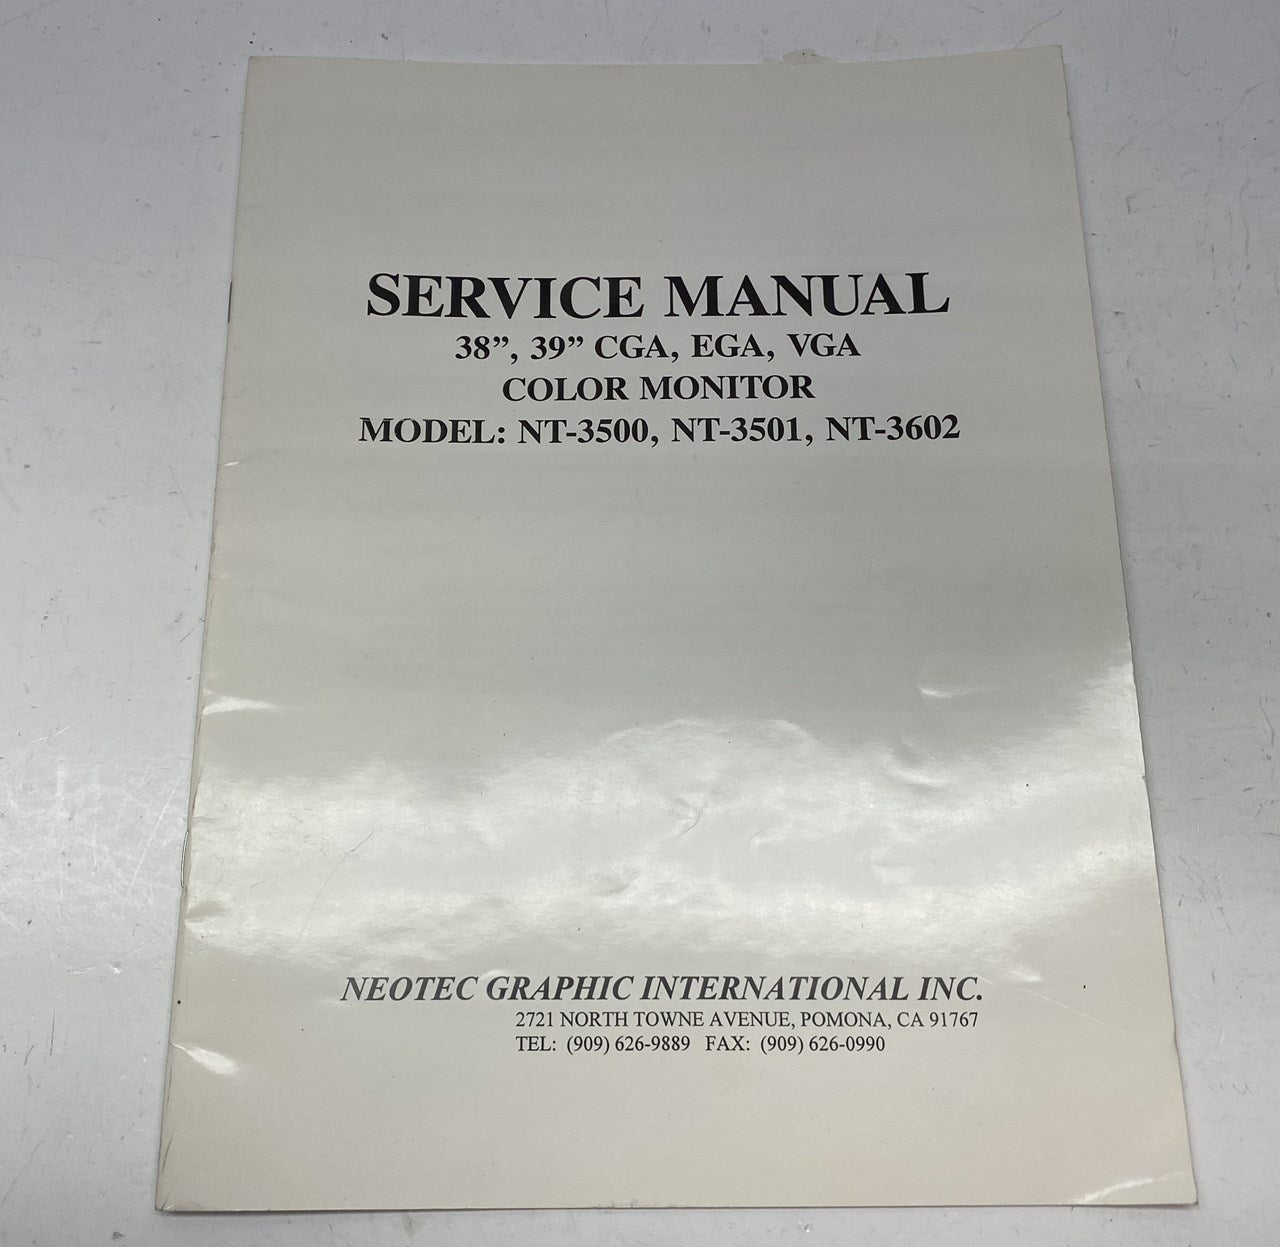 SERVICE MANUAL
38”, 39” CGA, EGA, VGA
COLOR MONITOR
MODEL: NT-3500, NT-3501, NT-3602
NEOTEC GRAPHIC INTERNATIONAL INC.
2721 NORTH TOWNE AVENUE, POMONA, CA 91767
TEL: (909) 626-9889 FAX: (909) 626-0990